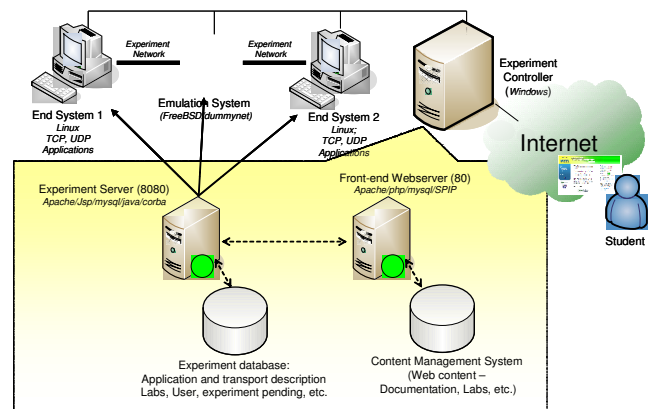 Experiment
Network
Experiment
Network
Experiment
Controller
(Windows)
End System 1
Linux
TCP, UDP
Applications
Emulation System
(FreeBSD/dummynet)
End System 2
Linux;
TCP, UDP
Applications
Internet
Student
Experiment Server (8080)
Apache/Jsp/mysql/java/corba
Front-end Webserver (80)
Apache/php/mysql/SPIP
Experiment database:
Application and transport description
Labs, User, experiment pending, etc.
Content Management System
(Web content –
Documentation, Labs, etc.)